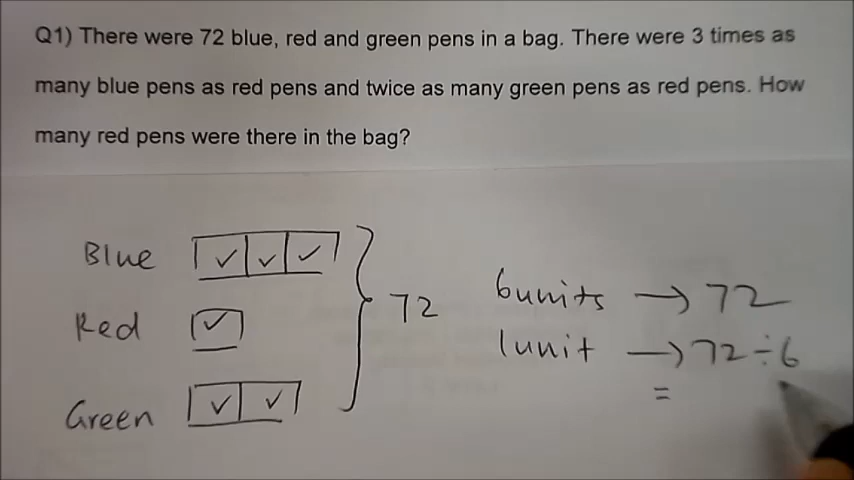 Q1) There were 72 blue, red and green pens in a bag. There were 3 times as
many blue pens as red pens and twice as many green pens as red pens. How
many red pens were there in the bag?
Blue
Red
Green
72
6units → 72
1unit → 72÷6
=